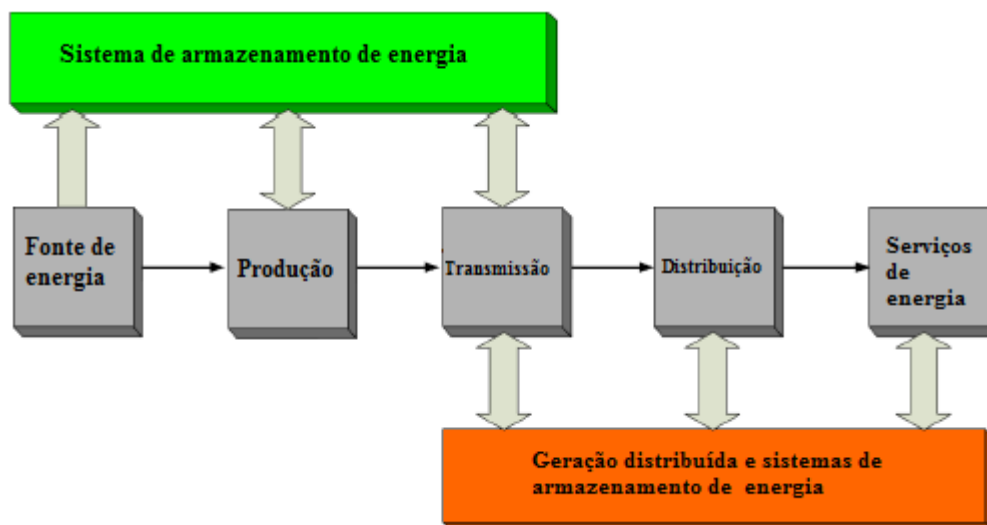 Sistema de armazenamento de energia
Fonte de
energia
Produção
Transmissão
Distribuição
Serviços
de
energia
Geração distribuída e sistemas de
armazenamento de energia